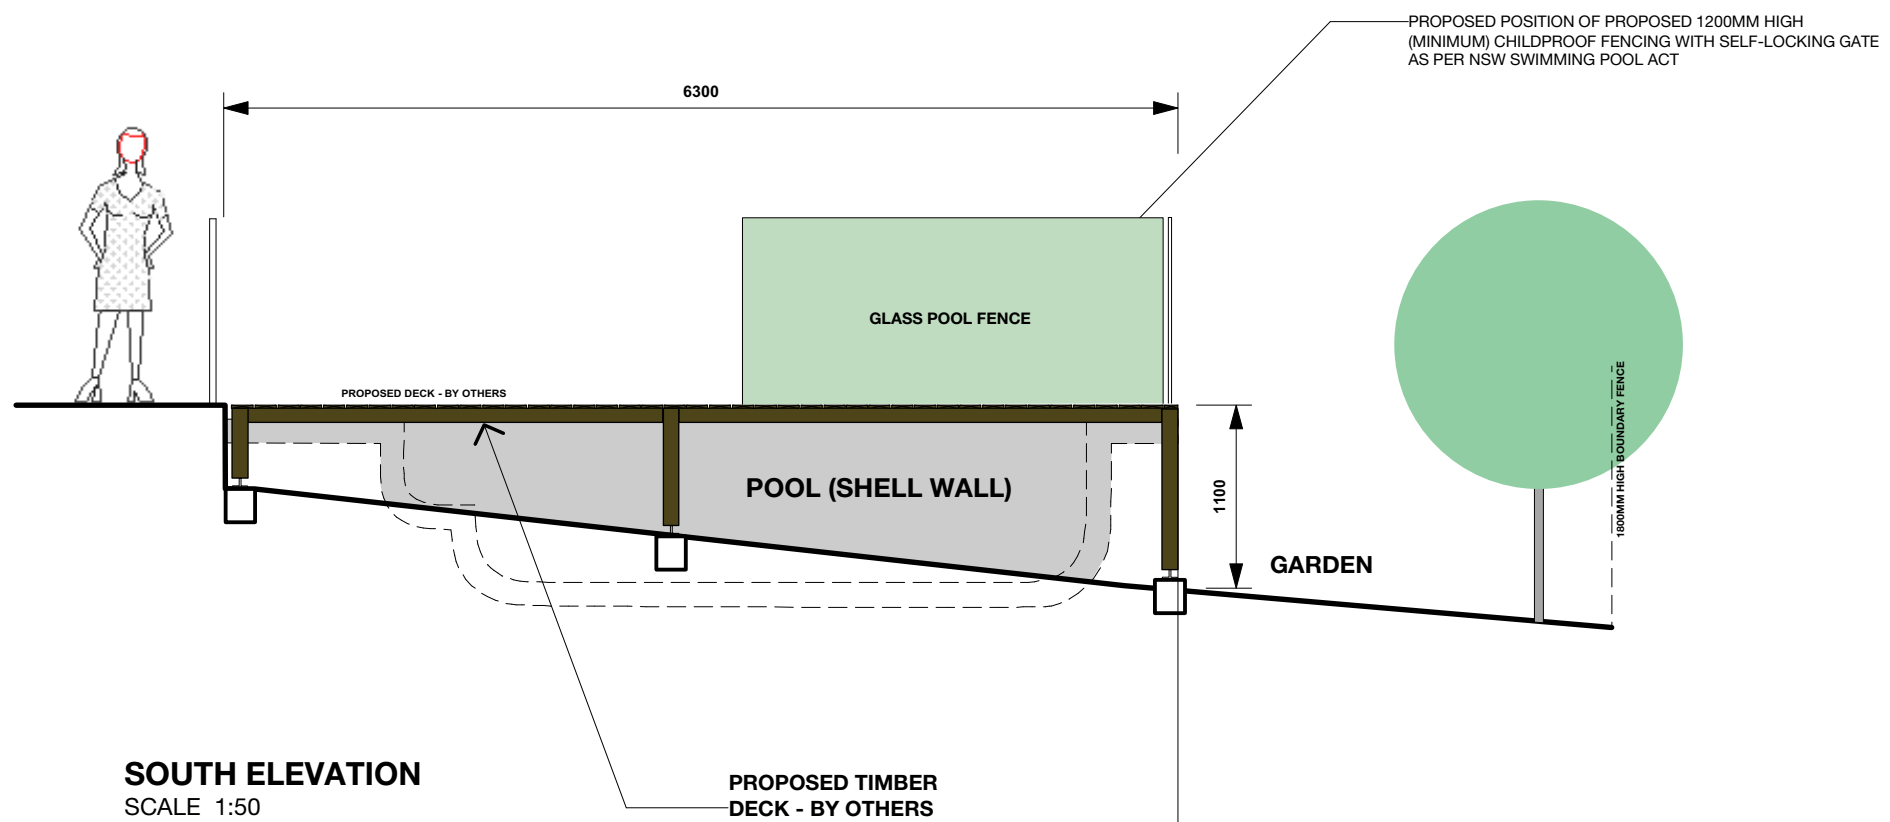 PROPOSED POSITION OF PROPOSED 1200MM HIGH
(MINIMUM) CHILDPROOF FENCING WITH SELF-LOCKING GATE
AS PER NSW SWIMMING POOL ACT
6300
GLASS POOL FENCE
PROPOSED DECK - BY OTHERS
POOL (SHELL WALL)
1100
GARDEN
1800MM HIGH BOUNDARY FENCE
SOUTH ELEVATION
SCALE 1:50
PROPOSED TIMBER
DECK - BY OTHERS